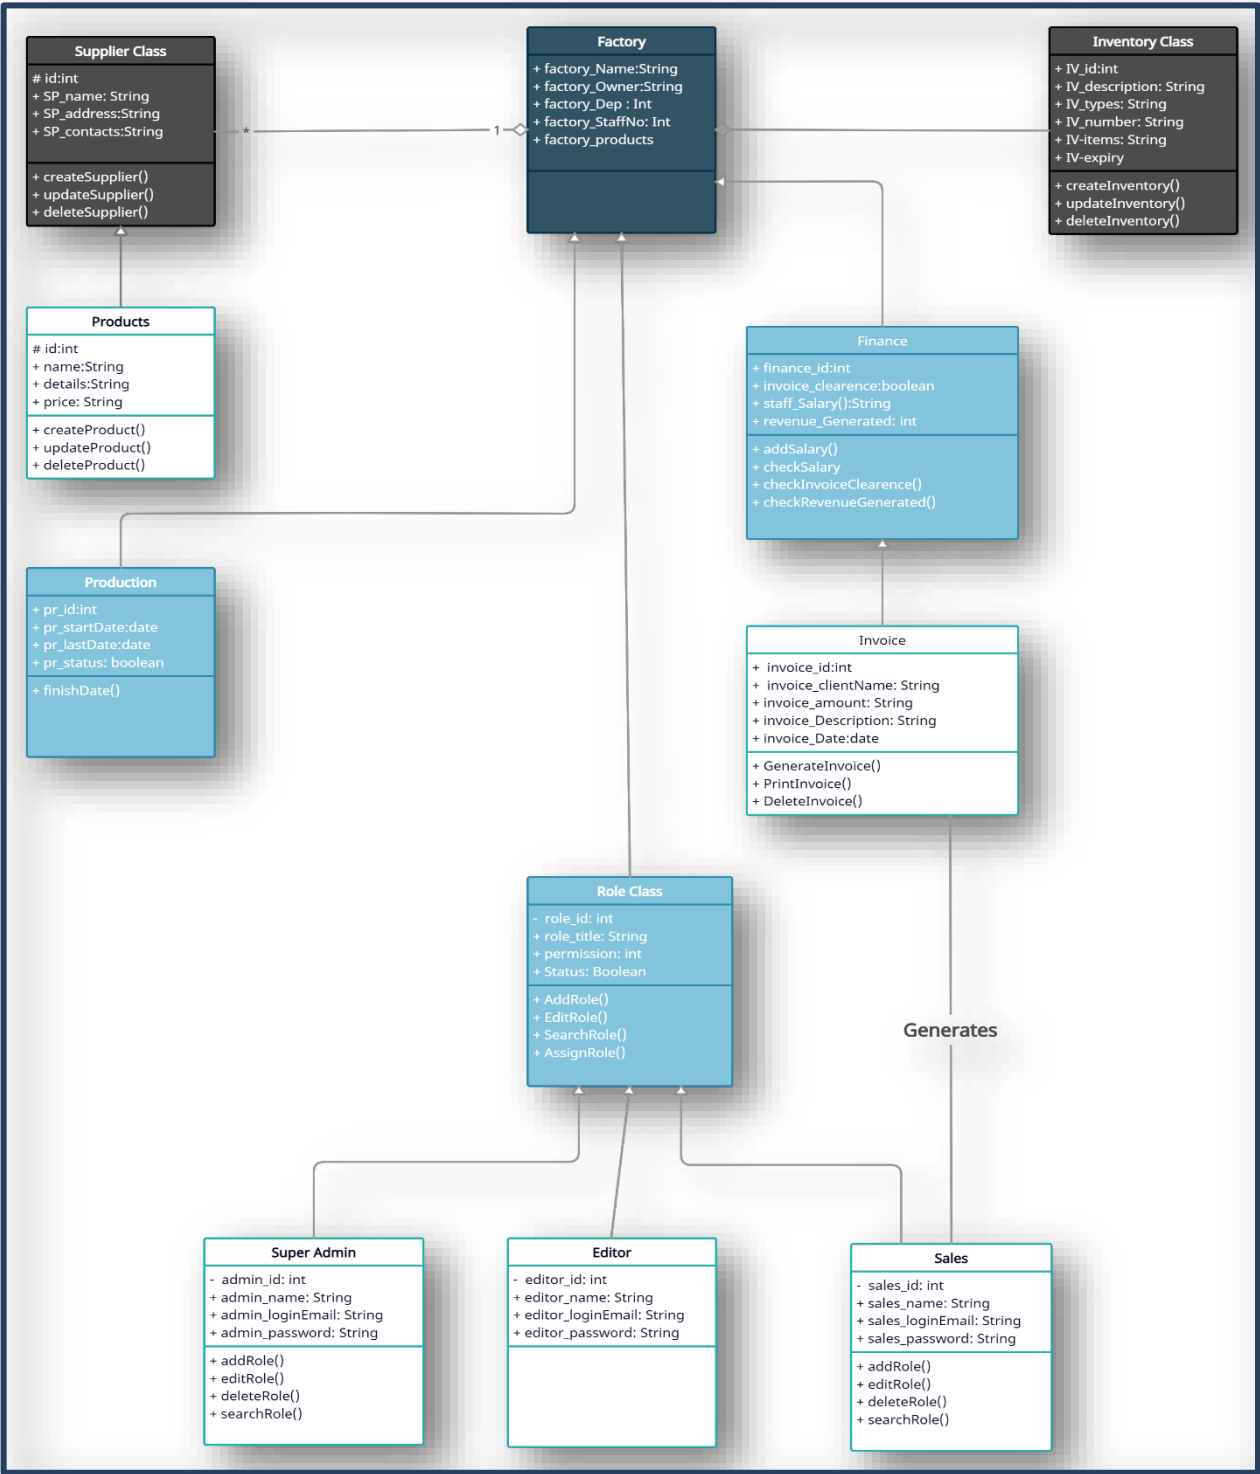 Supplier Class
# id:int
+ SP_name: String
+ SP_address:String
+ SP_contacts:String
+ createSupplier()
+ updateSupplier()
+ deleteSupplier()
*
1
Factory
+ factory_Name:String
+ factory_Owner:String
+ factory_Dep : Int
+ factory_StaffNo: Int
+ factory_products
Inventory Class
+ IV_id:int
+ IV_description: String
+ IV_types: String
+ IV_number: String
+ IV-items: String
+ IV-expiry
+ createInventory()
+ updateInventory()
+ deleteInventory()
Products
# id:int
+ name:String
+ details:String
+ price: String
+ createProduct()
+ updateProduct()
+ deleteProduct()
Finance
+ finance_id:int
+ invoice_clearence:boolean
+ staff_Salary():String
+ revenue_Generated: int
+ addSalary()
+ checkSalary
+ checkInvoiceClearence()
+ checkRevenueGenerated()
Production
+ pr_id:int
+ pr_startDate:date
+ pr_lastDate:date
+ pr_status: boolean
+ finishDate()
Invoice
+ invoice_id:int
+ invoice_clientName: String
+ invoice_amount: String
+ invoice_Description: String
+ invoice_Date:date
+ GenerateInvoice()
+ PrintInvoice()
+ DeleteInvoice()
Role Class
- role_id: int
+ role_title: String
+ permission: int
+ Status: Boolean
+ AddRole()
+ EditRole()
+ SearchRole()
+ AssignRole()
Generates
Super Admin
- admin_id: int
+ admin_name: String
+ admin_loginEmail: String
+ admin_password: String
+ addRole()
+ editRole()
+ deleteRole()
+ searchRole()
Editor
- editor_id: int
+ editor_name: String
+ editor_loginEmail: String
+ editor_password: String
Sales
- sales_id: int
+ sales_name: String
+ sales_loginEmail: String
+ sales_password: String
+ addRole()
+ editRole()
+ deleteRole()
+ searchRole()